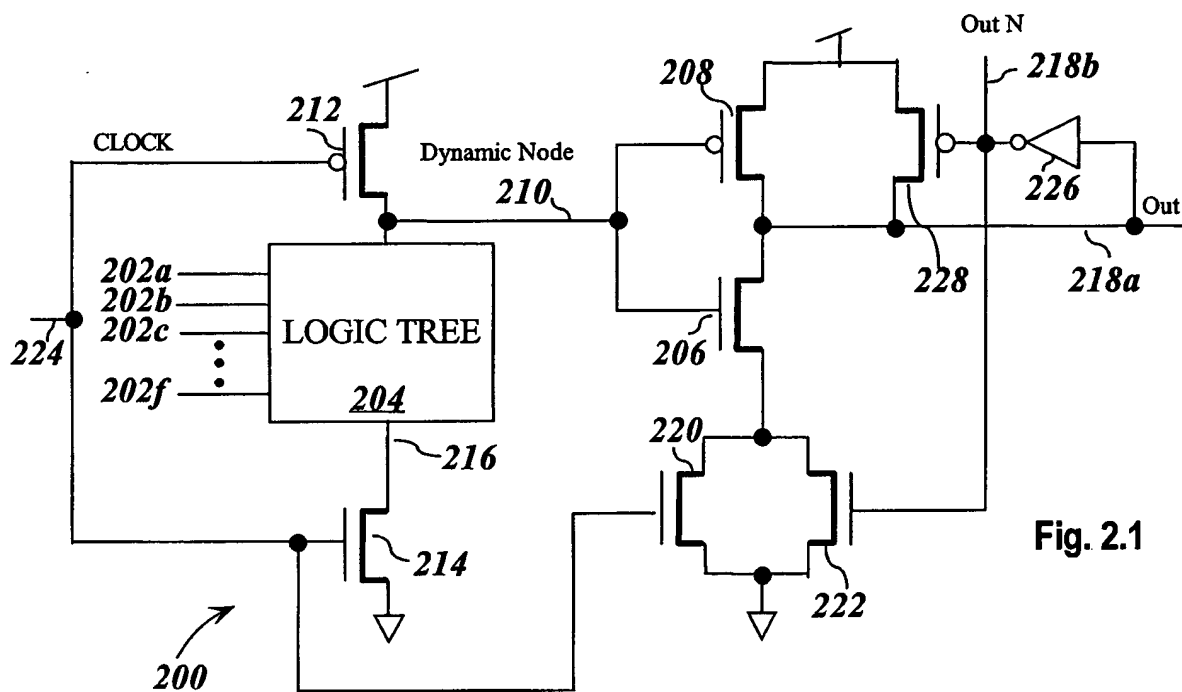 Out N
218b
208
212
CLOCK
Dynamic Node
210
226
Out
228
218a
202a
202b
202c
202f
224
LOGIC TREE
204
206
216
220
214
222
Fig. 2.1
200